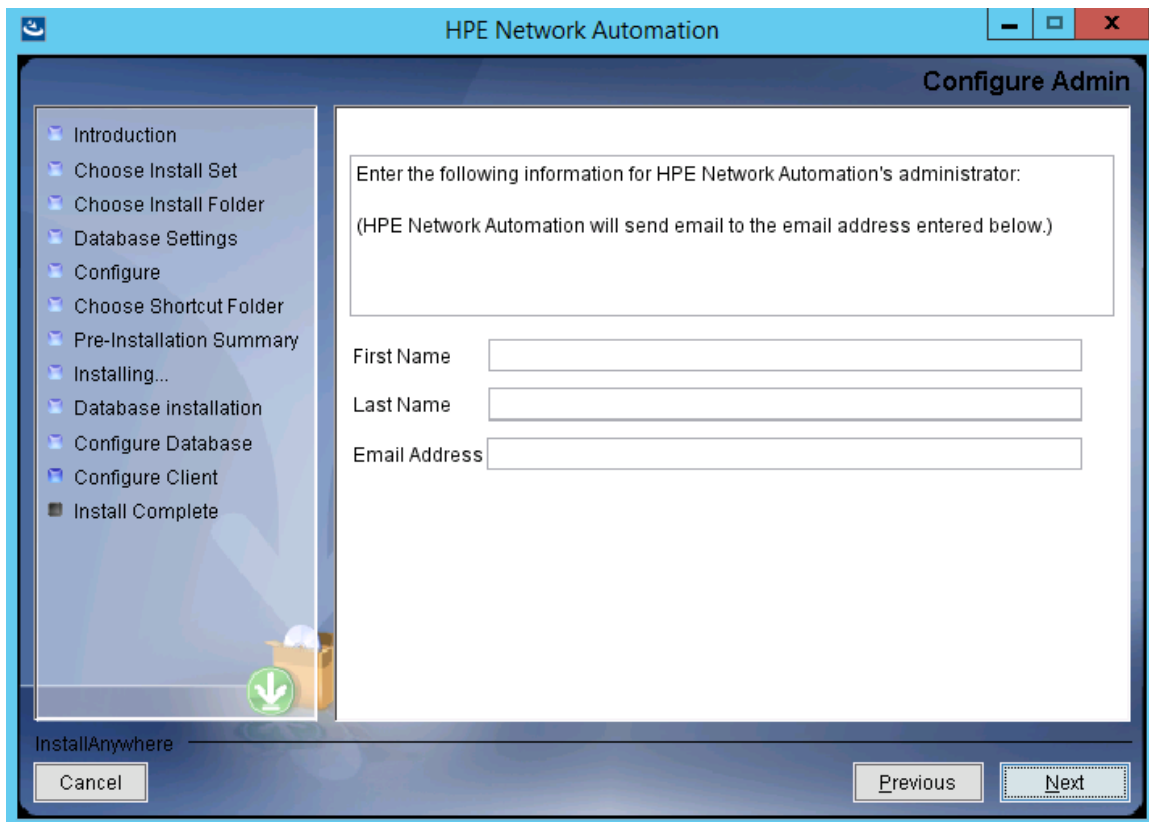 HPE Network Automation
Configure Admin
Introduction
Choose Install Set
Choose Install Folder
Database Settings
Configure
Choose Shortcut Folder
Pre-Installation Summary
Installing...
Database installation
Configure Database
Configure Client
Install Complete
Enter the following information for HPE Network Automation's administrator:
(HPE Network Automation will send email to the email address entered below.)
First Name
Last Name
Email Address
InstallAnywhere
Cancel
Previous
Next